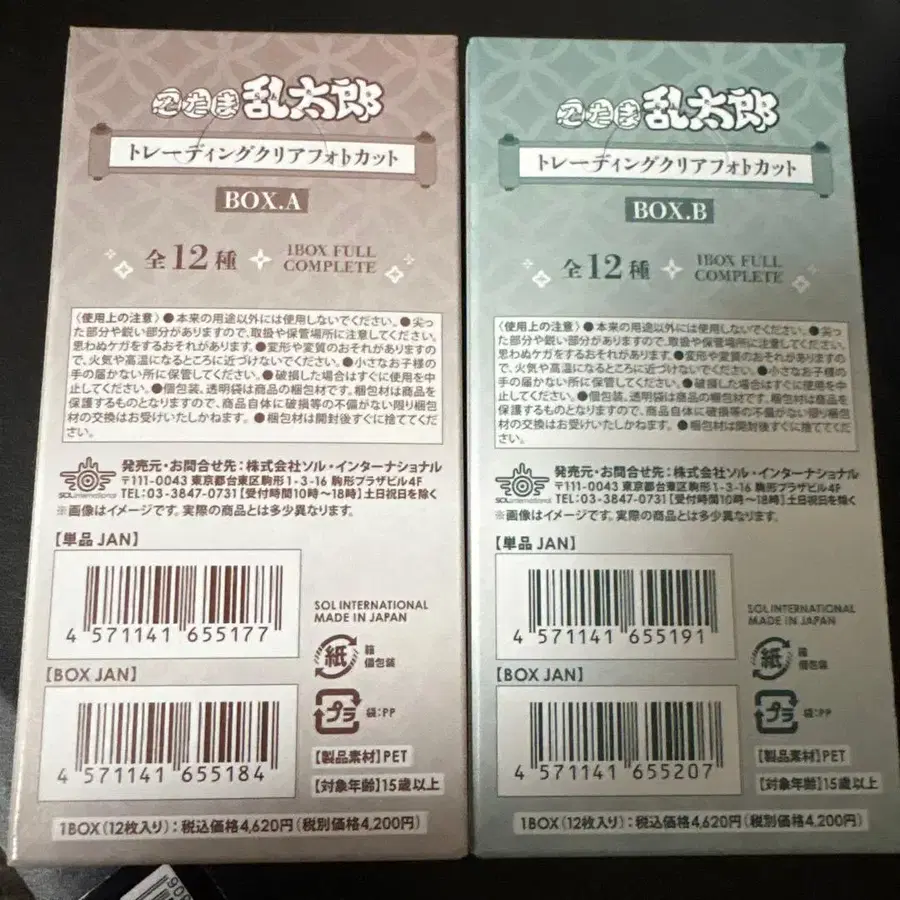 忍たま乱太郎
トレーディングクリアフォトカット
BOX.A
全12種
1BOX FULL
COMPLETE
〈使用上の注意〉●本来の用途以外には使用しないでください。●尖っ
た部分や鋭い部分がありますので、取扱や保管場所に注意してください。
思わぬケガをするおそれがあります。●変形や変質のおそれがありますの
で、火気や高温になるところに近づけないでください。●小さなお子様の
手の届かない所に保管してください。●破損した場合はすぐに使用を中
止してください。●個包装、透明袋は商品の梱包材です。梱包材は商品を
保護するものとなりますので、商品自体に破損等の不備がない限り梱包
材の交換はお受けいたしかねます。●梱包材は開封後すぐに捨ててくだ
さい。
SOL international
発売元・お問合せ先：株式会社ソル・インターナショナル
〒111-0043 東京都台東区駒形1-3-16 駒形プラザビル4F
TEL:03-3847-0731【受付時間10時〜18時】土日祝日を除く
※画像はイメージです。実際の商品とは多少異なります。
【単品 JAN】
4 571141 655177
【BOX JAN】
4 571141 655184
SOL INTERNATIONAL
MADE IN JAPAN
紙
箱
個包装
プラ
袋:PP
【製品素材】PET
【対象年齢】15歳以上
1BOX（12枚入り）：税込価格4,620円（税別価格4,200円）
忍たま乱太郎
トレーディングクリアフォトカット
BOX.B
全12種
1BOX FULL
COMPLETE
〈使用上の注意〉●本来の用途以外には使用しないでください。●尖っ
た部分や鋭い部分がありますので、取扱や保管場所に注意してください。
思わぬケガをするおそれがあります。●変形や変質のおそれがありますの
で、火気や高温になるところに近づけないでください。●小さなお子様の
手の届かない所に保管してください。●破損した場合はすぐに使用を中
止してください。●個包装、透明袋は商品の梱包材です。梱包材は商品を
保護するものとなりますので、商品自体に破損等の不備がない限り梱包
材の交換はお受けいたしかねます。●梱包材は開封後すぐに捨ててくだ
さい。
SOL international
発売元・お問合せ先：株式会社ソル・インターナショナル
〒111-0043 東京都台東区駒形1-3-16 駒形プラザビル4F
TEL:03-3847-0731【受付時間10時〜18時】土日祝日を除く
※画像はイメージです。実際の商品とは多少異なります。
【単品 JAN】
4 571141 655191
【BOX JAN】
4 571141 655207
SOL INTERNATIONAL
MADE IN JAPAN
紙
箱
個包装
プラ
袋:PP
【製品素材】PET
【対象年齢】15歳以上
1BOX（12枚入り）：税込価格4,620円（税別価格4,200円）